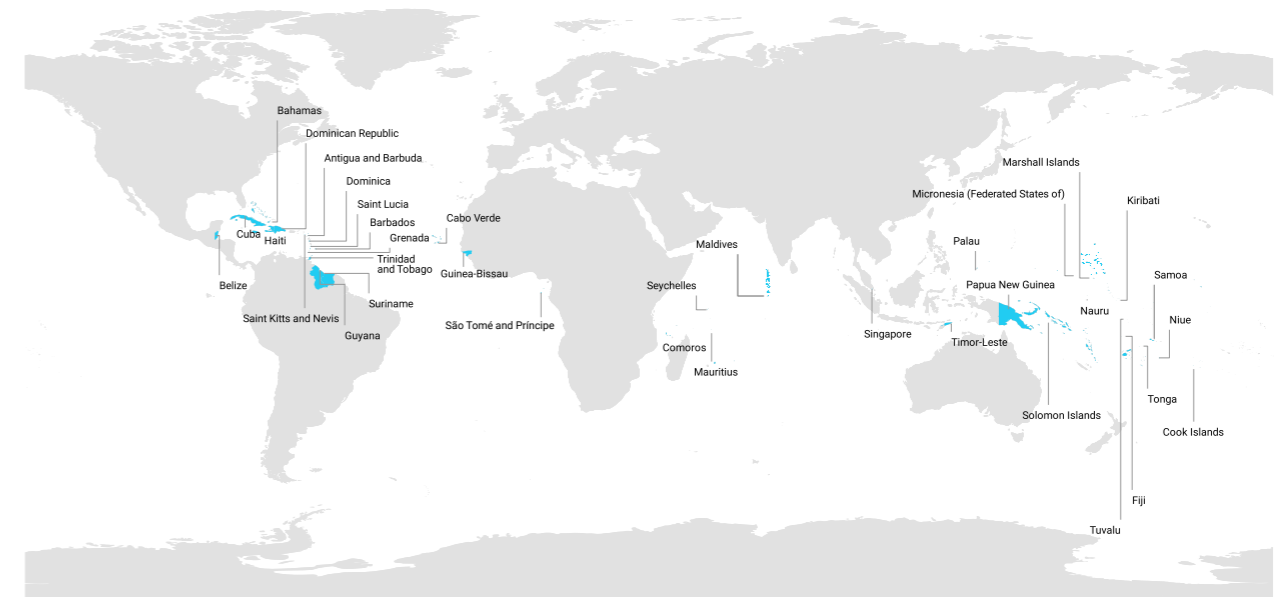 Bahamas
Dominican Republic
Antigua and Barbuda
Marshall Islands
Dominica
Micronesia (Federated States of)
Kiribati
Saint Lucia
Cabo Verde
Barbados
Cuba
Haiti
Grenada
Maldives
Palau
Trinidad
and Tobago
Guinea-Bissau
Samoa
Belize
Seychelles
Papua New Guinea
Suriname
Nauru
Saint Kitts and Nevis
Niue
São Tomé and Príncipe
Guyana
Singapore
Timor-Leste
Comoros
Mauritius
Tonga
Solomon Islands
Cook Islands
Fiji
Tuvalu